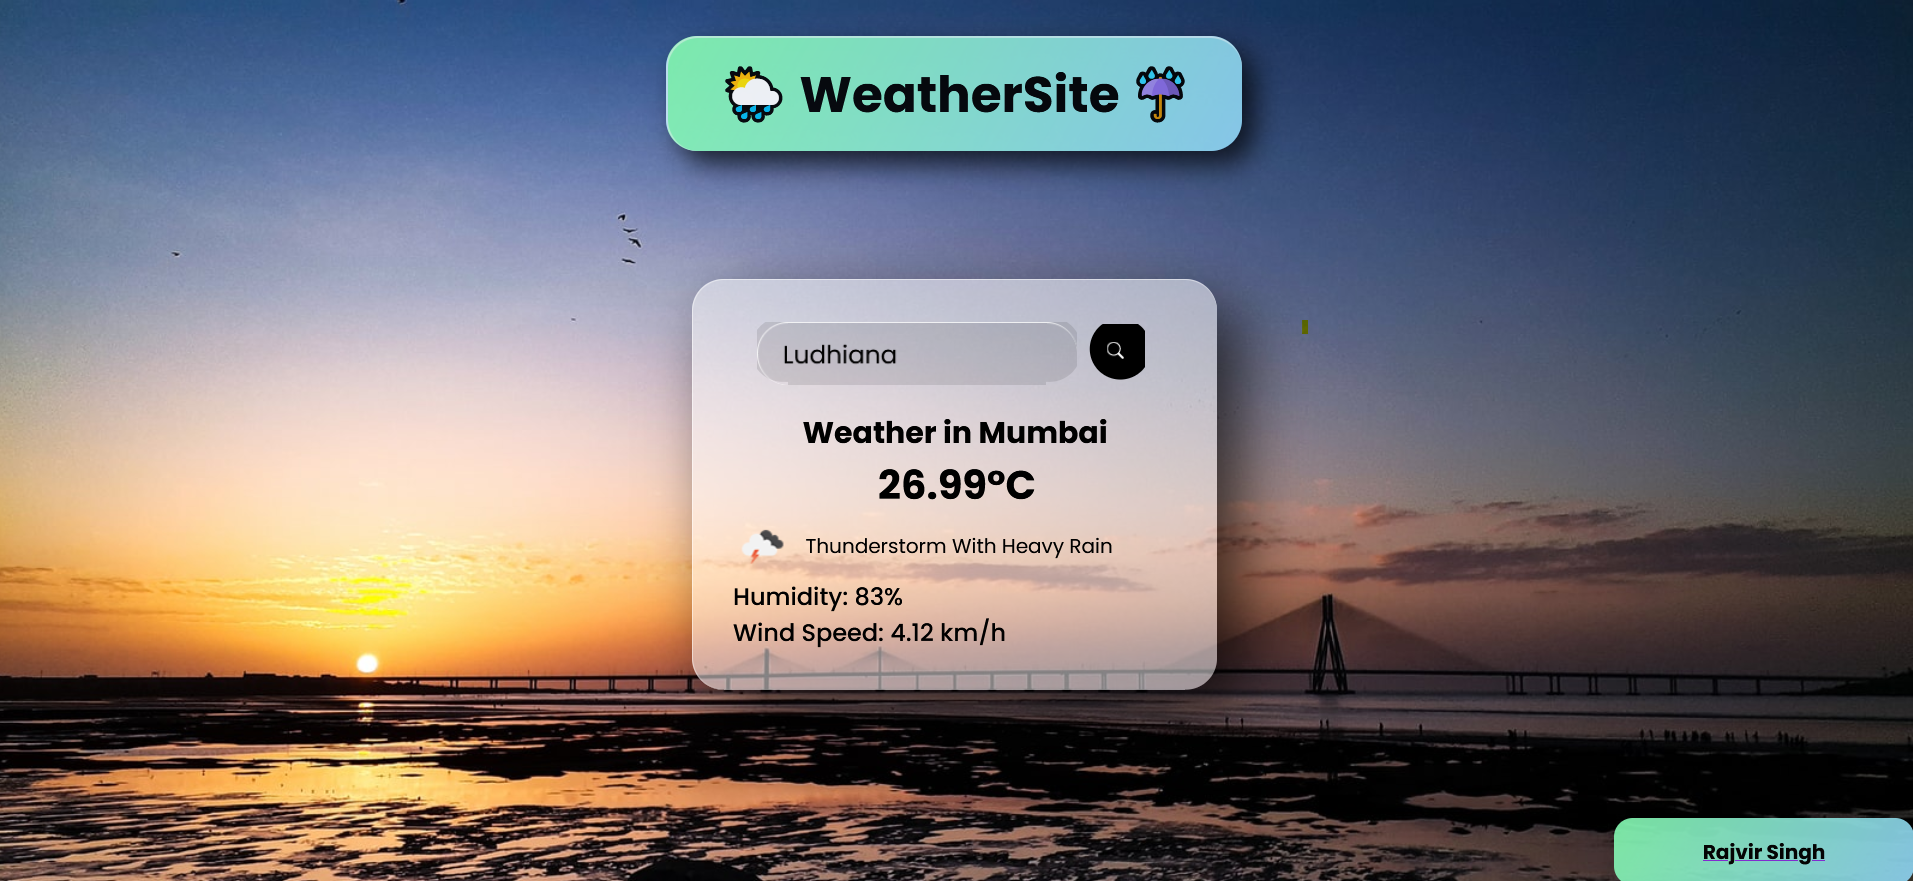 WeatherSite
Ludhiana
Weather in Mumbai
26.99°C
Thunderstorm With Heavy Rain
Humidity: 83%
Wind Speed: 4.12 km/h
Rajvir Singh